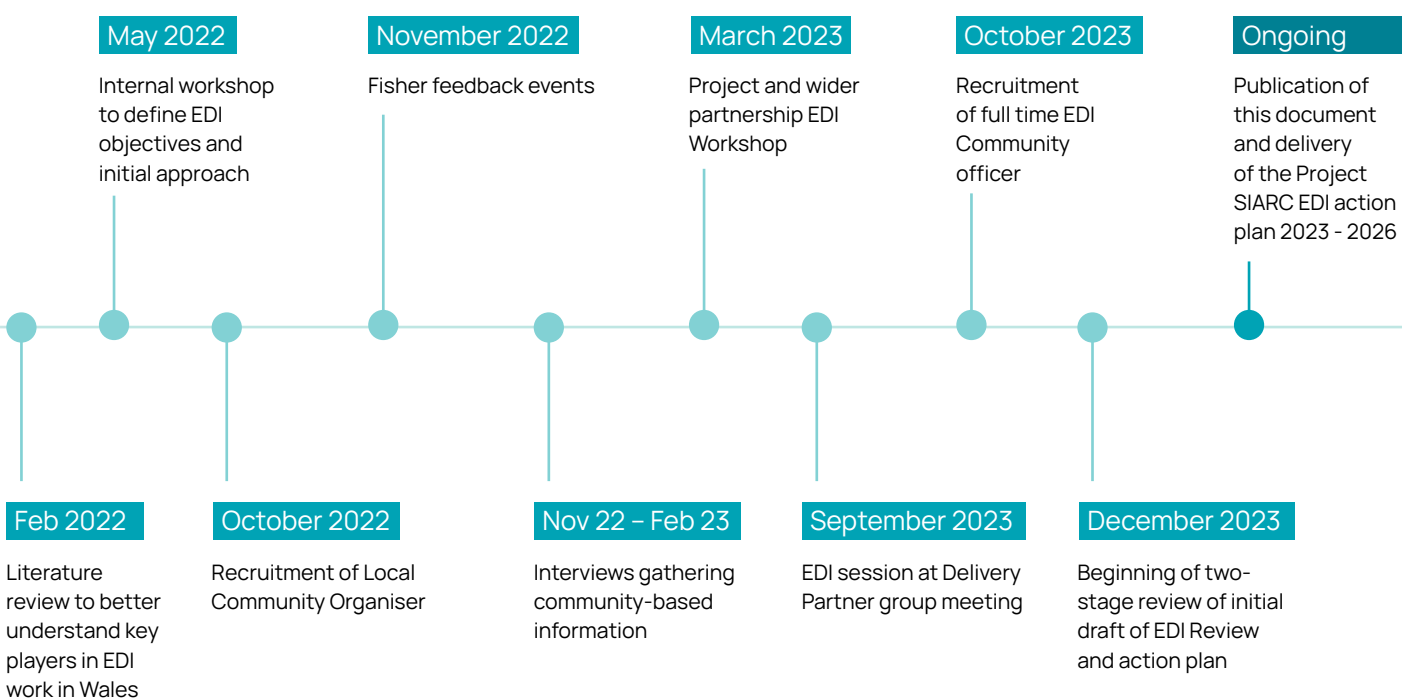 May 2022
Internal workshop
to define EDI
objectives and
initial approach
November 2022
Fisher feedback events
March 2023
Project and wider
partnership EDI
Workshop
October 2023
Recruitment
of full time EDI
Community
officer
Ongoing
Publication of
this document
and delivery
of the Project
SIARC EDI action
plan 2023 - 2026
Feb 2022
Literature
review to better
understand key
players in EDI
work in Wales
October 2022
Recruitment of Local
Community Organiser
Nov 22 – Feb 23
Interviews gathering
community-based
information
September 2023
EDI session at Delivery
Partner group meeting
December 2023
Beginning of two-
stage review of initial
draft of EDI Review
and action plan